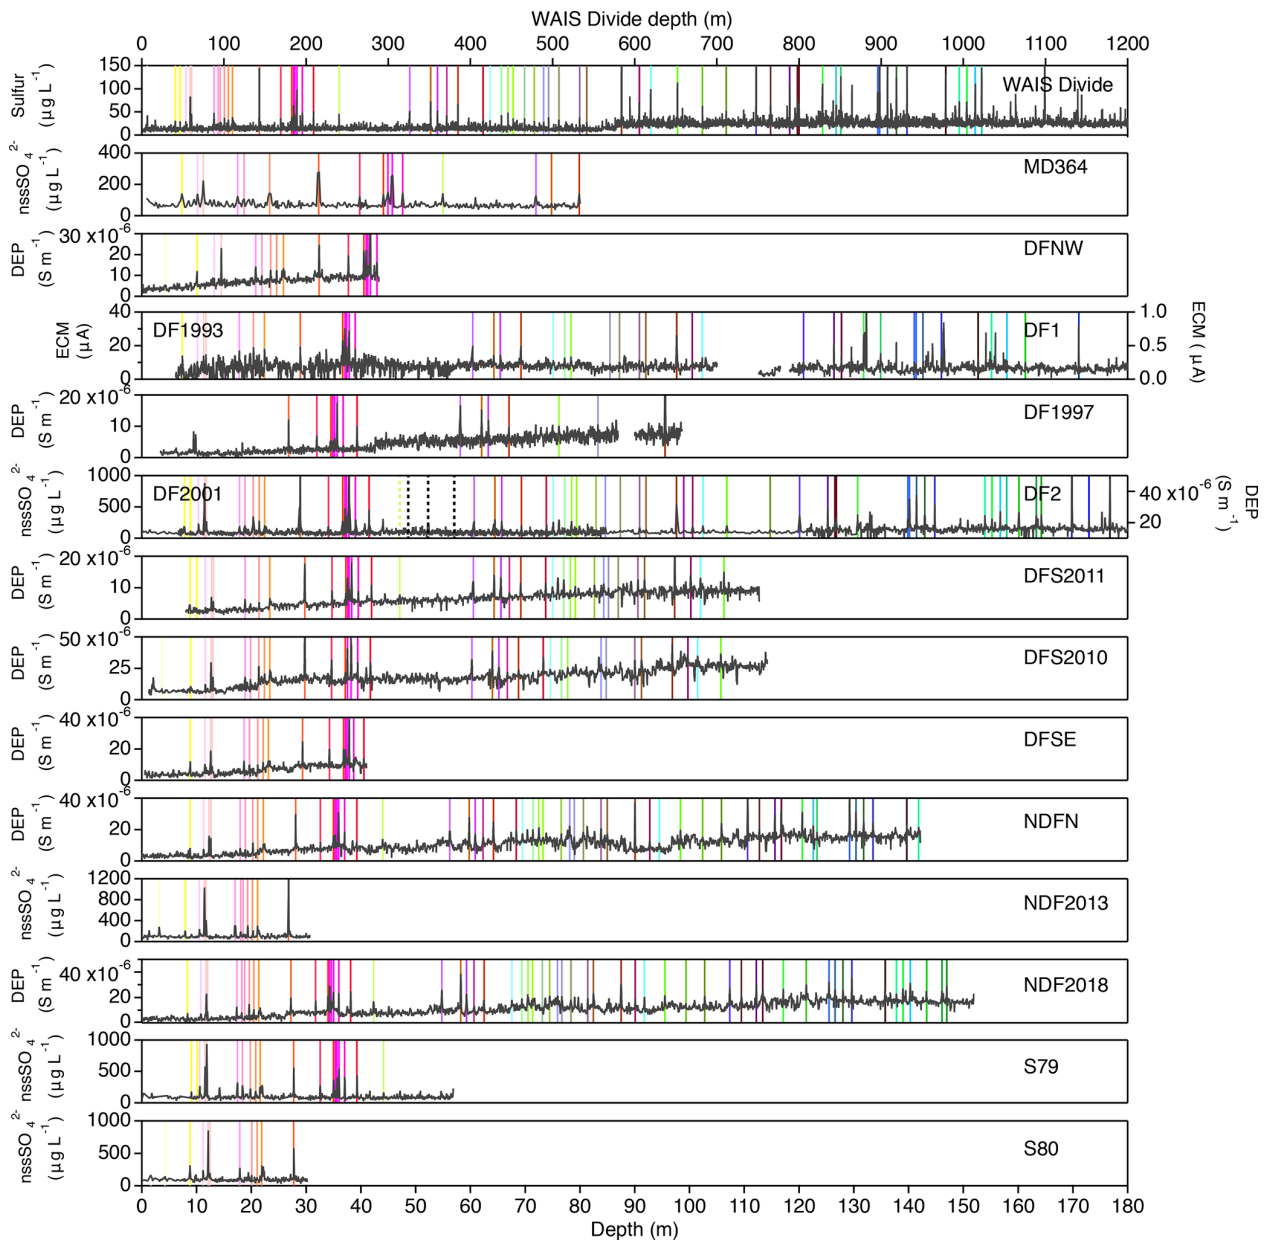 WAIS Divide depth (m)
0 100 200 300 400 500 600 700 800 900 1000 1100 1200
Sulfur (µg L⁻¹)
150
100
50
0
WAIS Divide
nssSO₄²⁻ (µg L⁻¹)
400
200
0
MD364
DEP (S m⁻¹)
30 x10⁻⁶
20
10
0
DFNW
ECM (µA)
40
20
0
DF1993
DF1
1.0
0.5
0.0
ECM (µA)
DEP (S m⁻¹)
20 x10⁻⁶
10
0
DF1997
nssSO₄²⁻ (µg L⁻¹)
1000
500
0
DF2001
DF2
40 x10⁻⁶
20
DEP (S m⁻¹)
DEP (S m⁻¹)
20 x10⁻⁶
10
0
DFS2011
DEP (S m⁻¹)
50 x10⁻⁶
25
0
DFS2010
DEP (S m⁻¹)
40 x10⁻⁶
20
0
DFSE
DEP (S m⁻¹)
40 x10⁻⁶
20
0
NDFN
nssSO₄²⁻ (µg L⁻¹)
1200
800
400
0
NDF2013
DEP (S m⁻¹)
40 x10⁻⁶
20
0
NDF2018
nssSO₄²⁻ (µg L⁻¹)
1000
500
0
S79
nssSO₄²⁻ (µg L⁻¹)
1000
500
0
S80
0 10 20 30 40 50 60 70 80 90 100 110 120 130 140 150 160 170 180
Depth (m)